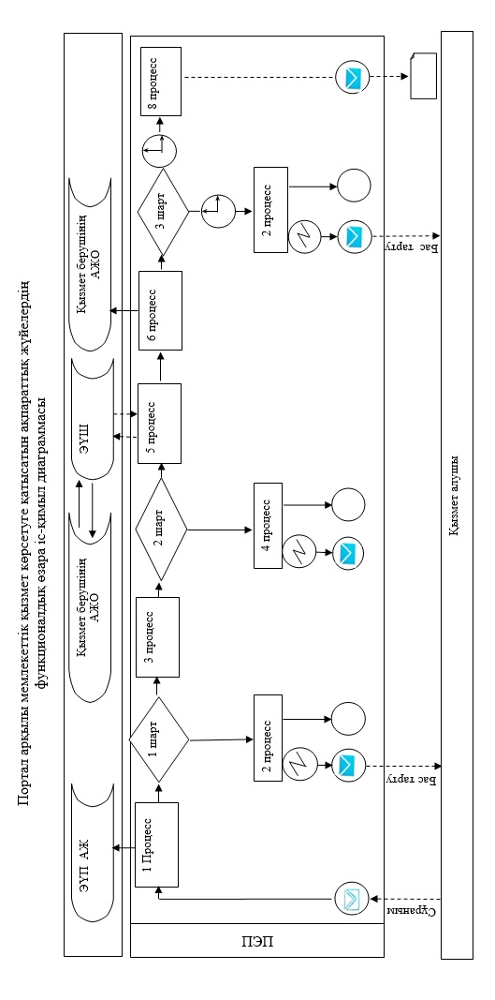 Портал арқылы мемлекеттік қызмет көрсетуге қатысатын ақпараттық жүйелердің
функционалдық өзара іс-қимыл диаграммасы
ЭҮП АЖ
Қызмет берушінің
АЖО
ЭҮШ
Қызмет берушінің
АЖО
ПЭП
1 Процесс
1 шарт
3 процесс
2 шарт
5 процесс
6 процесс
3 шарт
8 процесс
2 процесс
4 процесс
2 процесс
Сұраным
Бас тарту
Бас тарту
Қызмет алушы